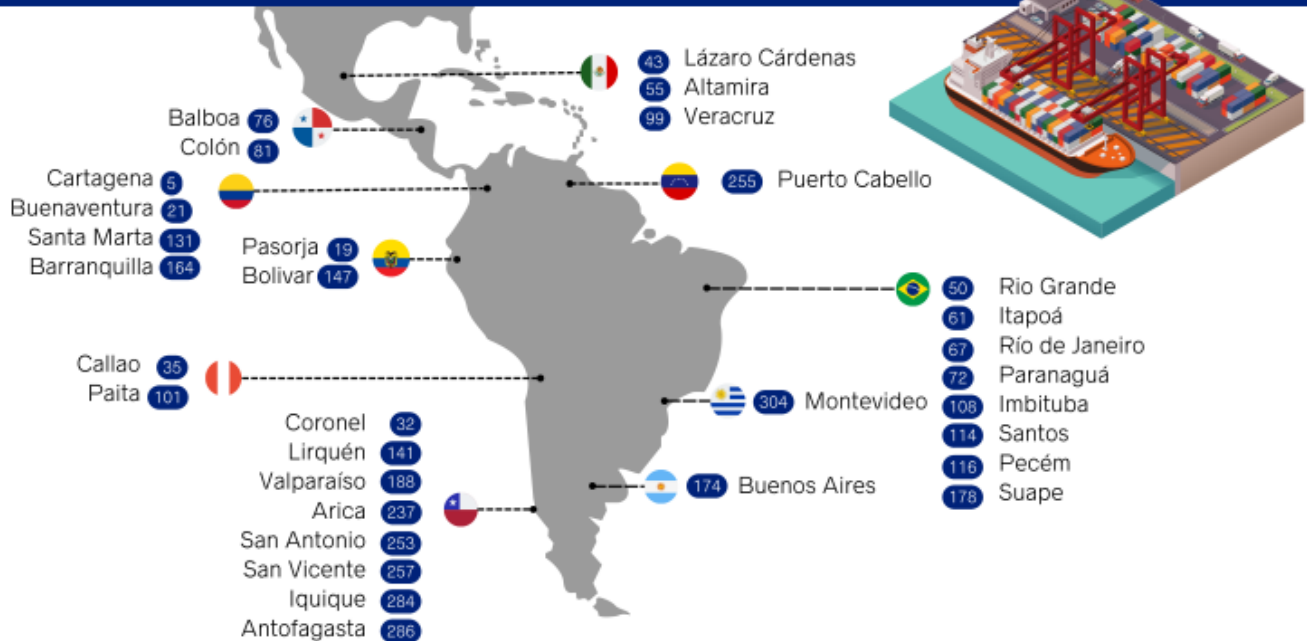 43 Lázaro Cárdenas
55 Altamira
99 Veracruz
Balboa 76
Colón 81
Cartagena 5
Buenaventura 21
Santa Marta 131
Barranquilla 164
255 Puerto Cabello
Pasorja 19
Bolivar 147
50 Rio Grande
61 Itapoá
67 Río de Janeiro
72 Paranaguá
108 Imbituba
114 Santos
116 Pecém
178 Suape
Callao 35
Paita 101
304 Montevideo
Coronel 32
Lirquén 141
Valparaíso 188
Arica 237
San Antonio 253
San Vicente 257
Iquique 284
Antofagasta 286
174 Buenos Aires